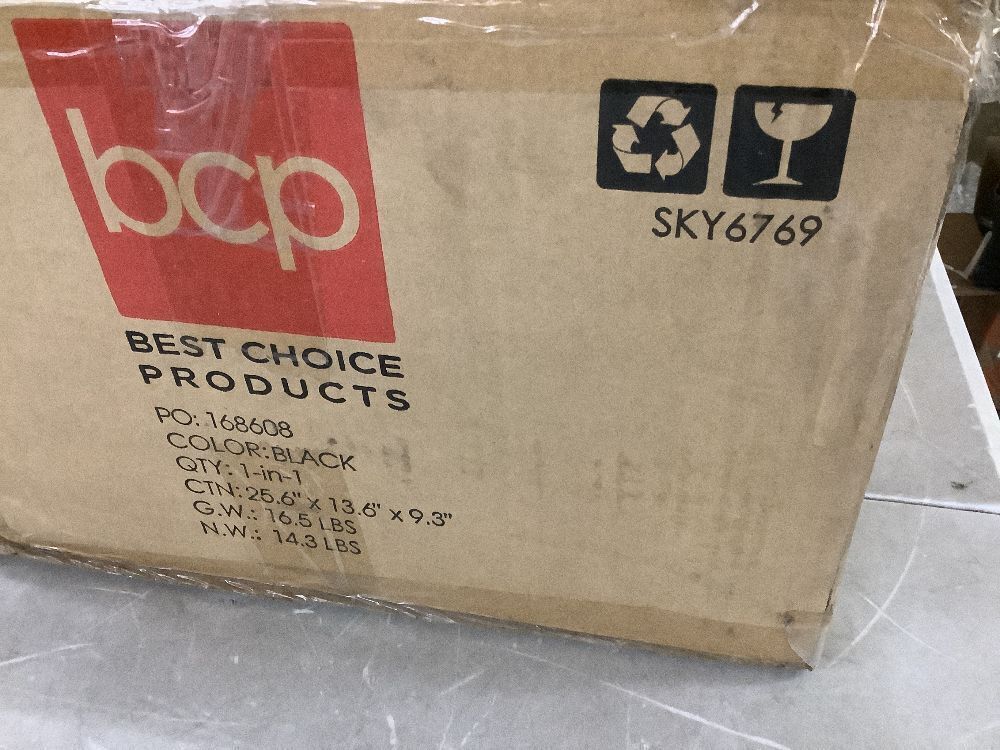 bcp
BEST CHOICE
PRODUCTS
PO: 168608
COLOR: BLACK
QTY: 1-in-1
CTN: 25.6" x 13.6" x 9.3"
G.W.: 16.5 LBS
N.W.: 14.3 LBS
SKY6769